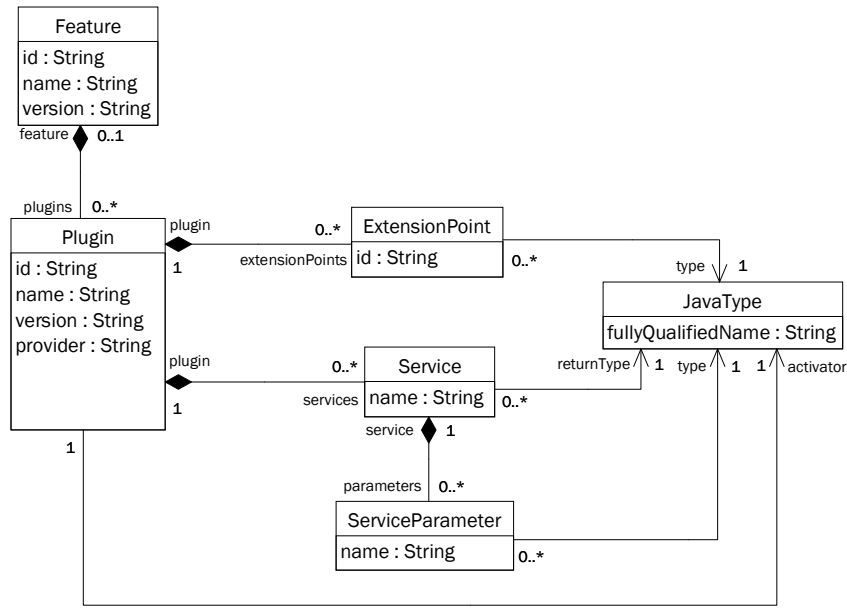 Feature
id : String
name : String
version : String
feature 0..1
plugins 0..*
Plugin
id : String
name : String
version : String
provider : String
plugin
1
0..*
extensionPoints
ExtensionPoint
id : String
0..*
type 1
JavaType
fullyQualifiedName : String
plugin
1
0..*
services
Service
name : String
0..*
returnType 1
type 1
1 activator
service 1
parameters 0..*
ServiceParameter
name : String
0..*
1